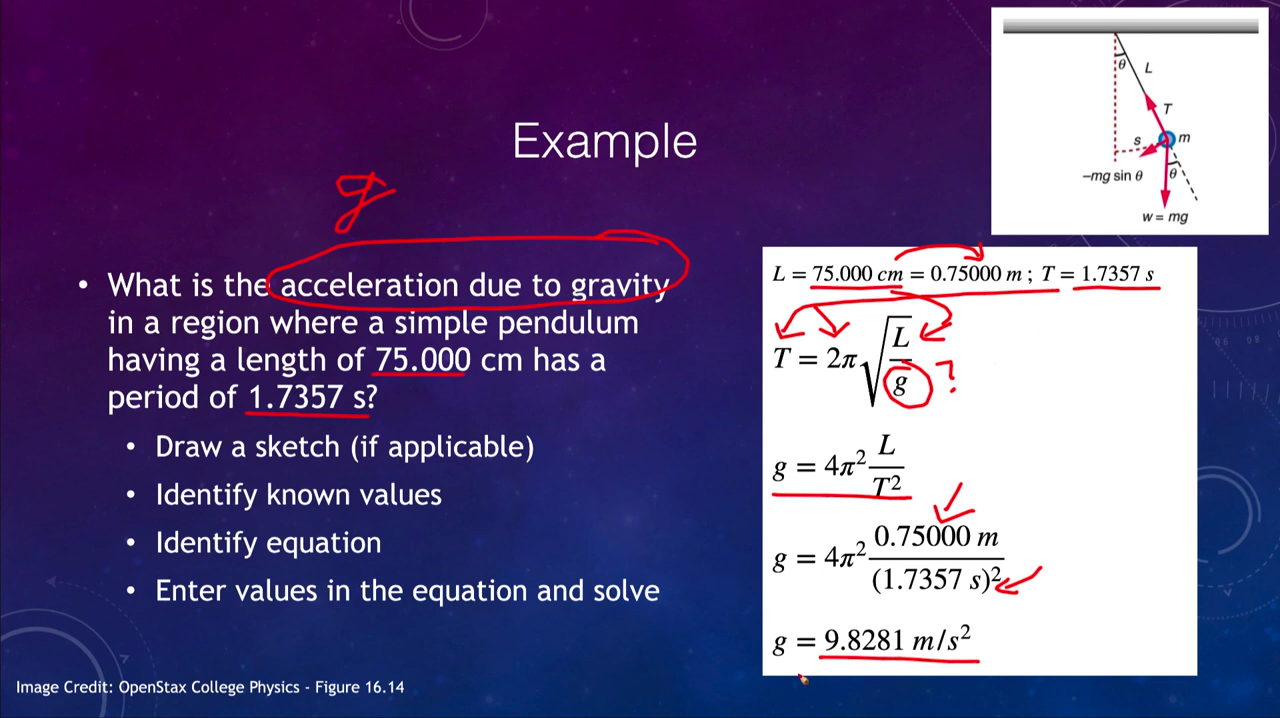 Example
g
• What is the acceleration due to gravity
in a region where a simple pendulum
having a length of 75.000 cm has a
period of 1.7357 s?
• Draw a sketch (if applicable)
• Identify known values
• Identify equation
• Enter values in the equation and solve
θ
L
T
s
m
−mg sin θ
θ
w = mg
L = 75.000 cm = 0.75000 m ; T = 1.7357 s
T = 2π√(L/g) ?
g = 4π² L/T²
g = 4π² 0.75000 m/(1.7357 s)²
g = 9.8281 m/s²
Image Credit: OpenStax College Physics - Figure 16.14